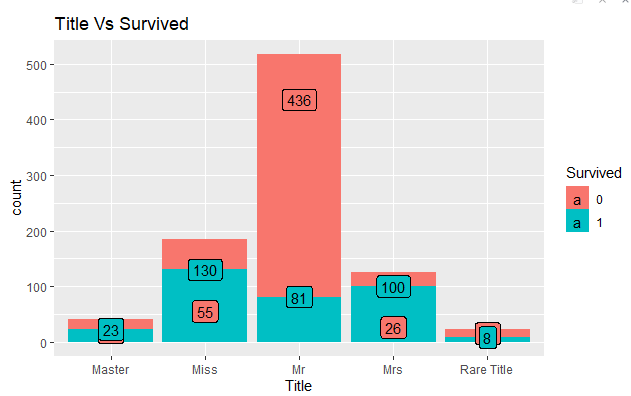 Title Vs Survived
count
500
400
300
200
100
0
436
130
55
81
100
26
23
8
Master Miss Mr Mrs Rare Title
Title
Survived
a 0
a 1